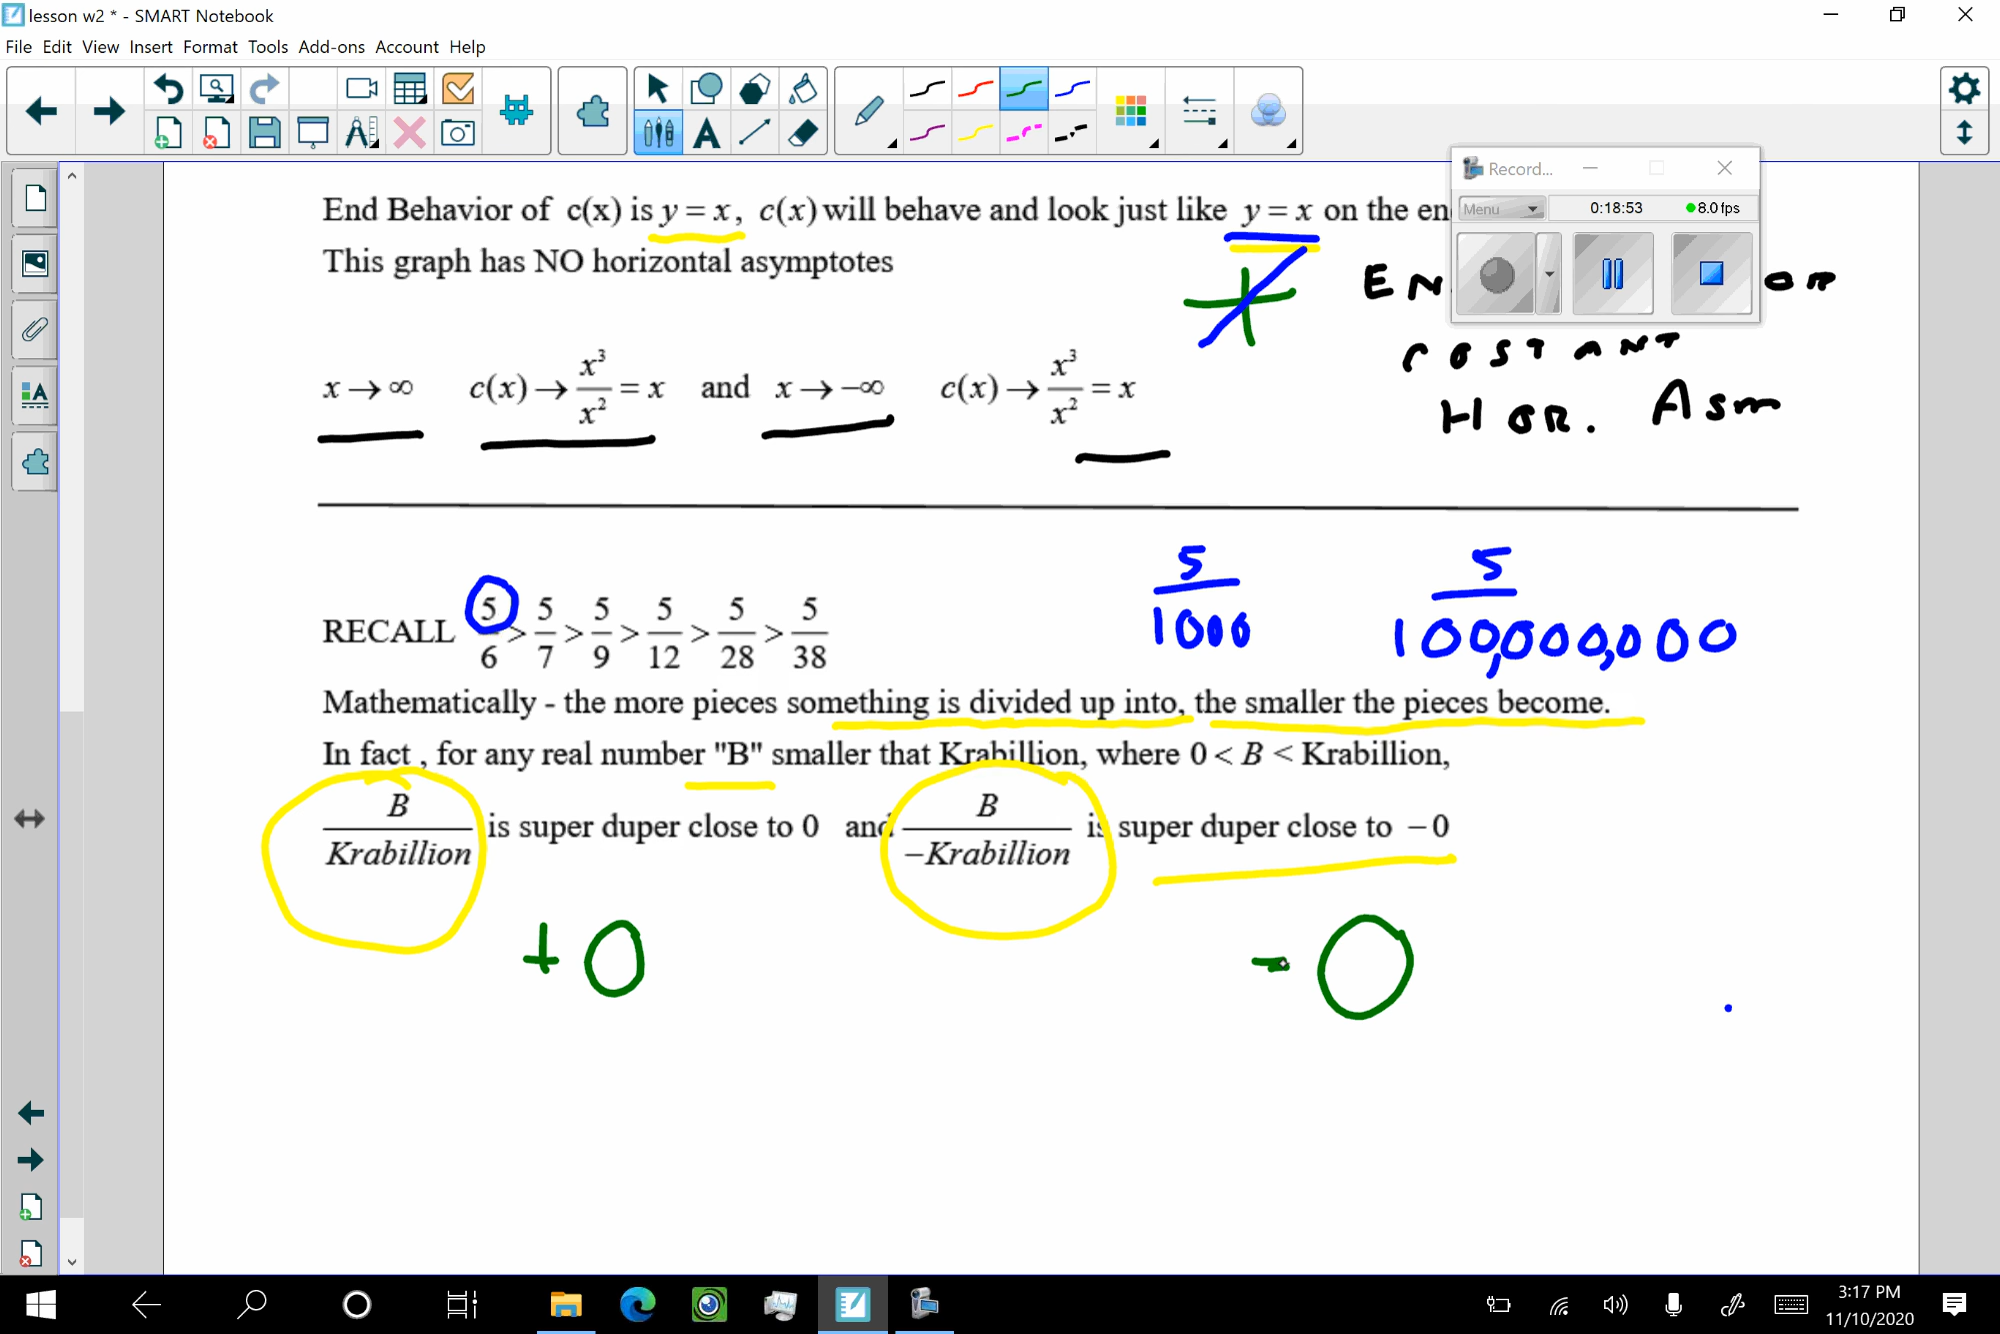 lesson w2 * - SMART Notebook
File Edit View Insert Format Tools Add-ons Account Help
Record...
Menu 0:18:53 8.0 fps
End Behavior of c(x) is y = x, c(x) will behave and look just like y = x on the en
This graph has NO horizontal asymptotes
EN
COSTANT
HOR. Asm
x → ∞ c(x) → x³/x² = x and x → −∞ c(x) → x³/x² = x
5/1000 5/100,000,000
RECALL 5/6 > 5/7 > 5/9 > 5/12 > 5/28 > 5/38
Mathematically - the more pieces something is divided up into, the smaller the pieces become.
In fact , for any real number "B" smaller that Krabillion, where 0 < B < Krabillion,
B/Krabillion is super duper close to 0 and B/−Krabillion is super duper close to − 0
+ 0 - 0
3:17 PM
11/10/2020